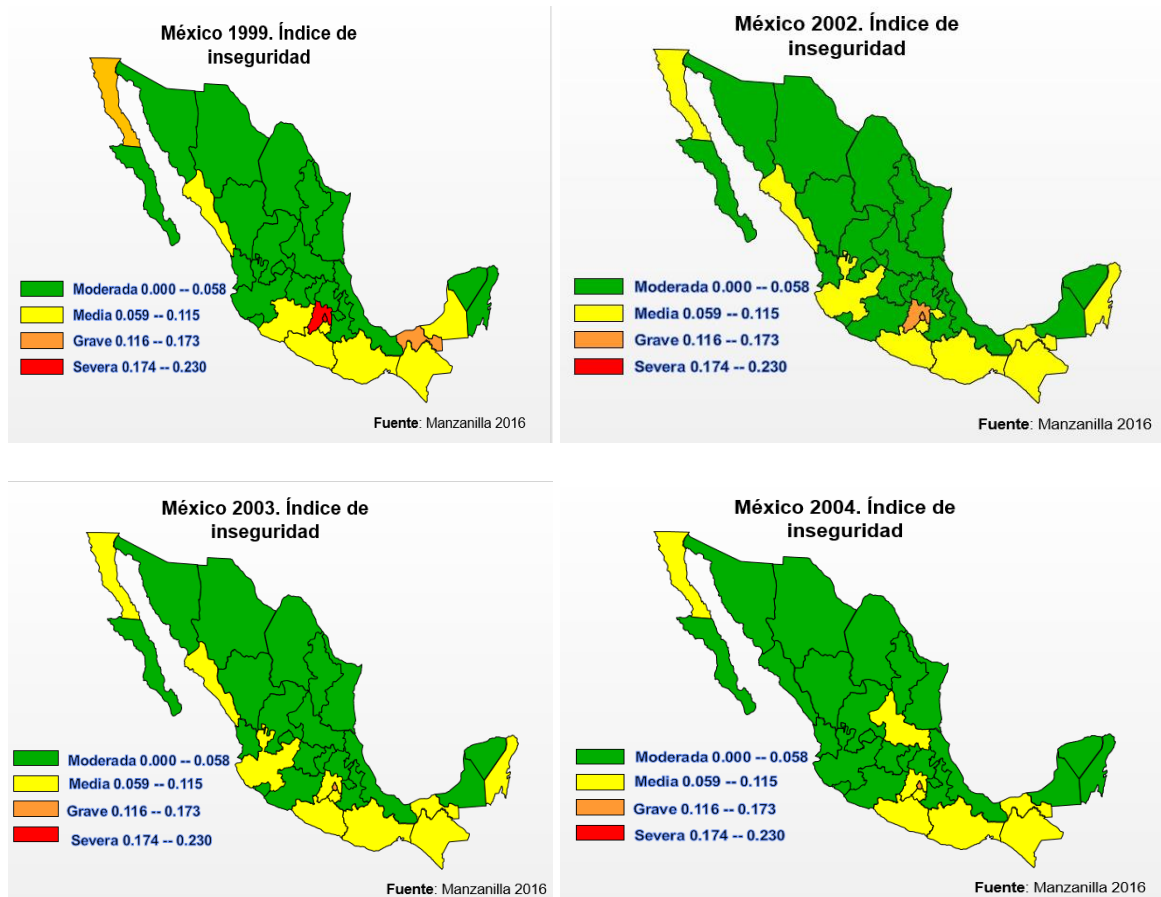 México 1999. Índice de
inseguridad
Moderada 0.000 -- 0.058
Media 0.059 -- 0.115
Grave 0.116 -- 0.173
Severa 0.174 -- 0.230
Fuente: Manzanilla 2016
México 2002. Índice de
inseguridad
Moderada 0.000 -- 0.058
Media 0.059 -- 0.115
Grave 0.116 -- 0.173
Severa 0.174 -- 0.230
Fuente: Manzanilla 2016
México 2003. Índice de
inseguridad
Moderada 0.000 -- 0.058
Media 0.059 -- 0.115
Grave 0.116 -- 0.173
Severa 0.174 -- 0.230
Fuente: Manzanilla 2016
México 2004. Índice de
inseguridad
Moderada 0.000 -- 0.058
Media 0.059 -- 0.115
Grave 0.116 -- 0.173
Severa 0.174 -- 0.230
Fuente: Manzanilla 2016